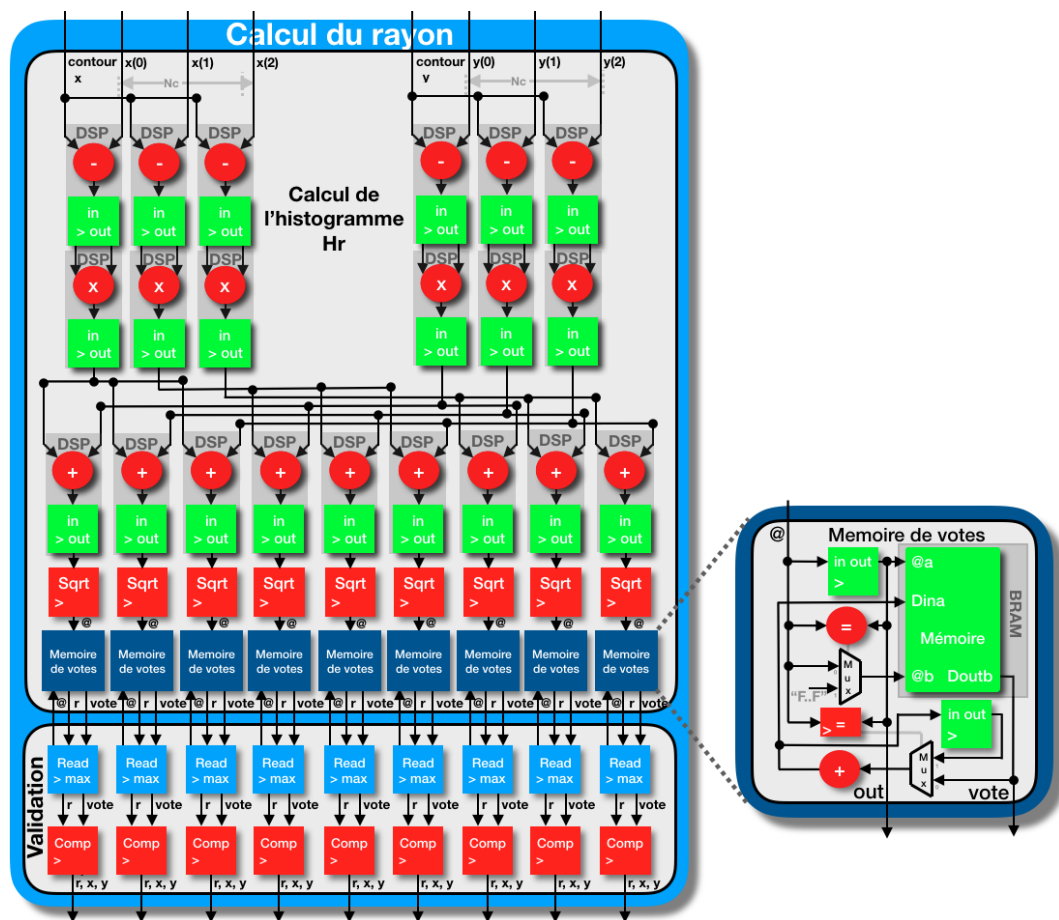 Calcul du rayon
contour x(0) x(1) x(2) contour y(0) y(1) y(2)
x Nc y Nc
DSP DSP DSP DSP DSP DSP
- - - - - -
Calcul de
l'histogramme
Hr
in in in in in in
> out > out > out > out > out > out
DSP DSP DSP DSP DSP DSP
x x x x x x
in in in in in in
> out > out > out > out > out > out
DSP DSP DSP DSP DSP DSP DSP DSP DSP
+ + + + + + + + +
in in in in in in in in in
> out > out > out > out > out > out > out > out > out
Sqrt Sqrt Sqrt Sqrt Sqrt Sqrt Sqrt Sqrt Sqrt
> > > > > > > > >
@ @ @ @ @ @ @ @ @
Memoire Memoire Memoire Memoire Memoire Memoire Memoire Memoire Memoire
de votes de votes de votes de votes de votes de votes de votes de votes de votes
@ r vote @ r vote @ r vote @ r vote @ r vote @ r vote @ r vote @ r vote @ r vote
Validation
Read Read Read Read Read Read Read Read Read
> max > max > max > max > max > max > max > max > max
r vote r vote r vote r vote r vote r vote r vote r vote r vote
Comp Comp Comp Comp Comp Comp Comp Comp Comp
> > > > > > > > >
r, x, y r, x, y r, x, y r, x, y r, x, y r, x, y r, x, y r, x, y r, x, y
@ Memoire de votes
in out
>
@a
Dina
BRAM
=
Mémoire
Mux
@b Doutb
"F..F"
> =
in out
>
+
Mux
out vote